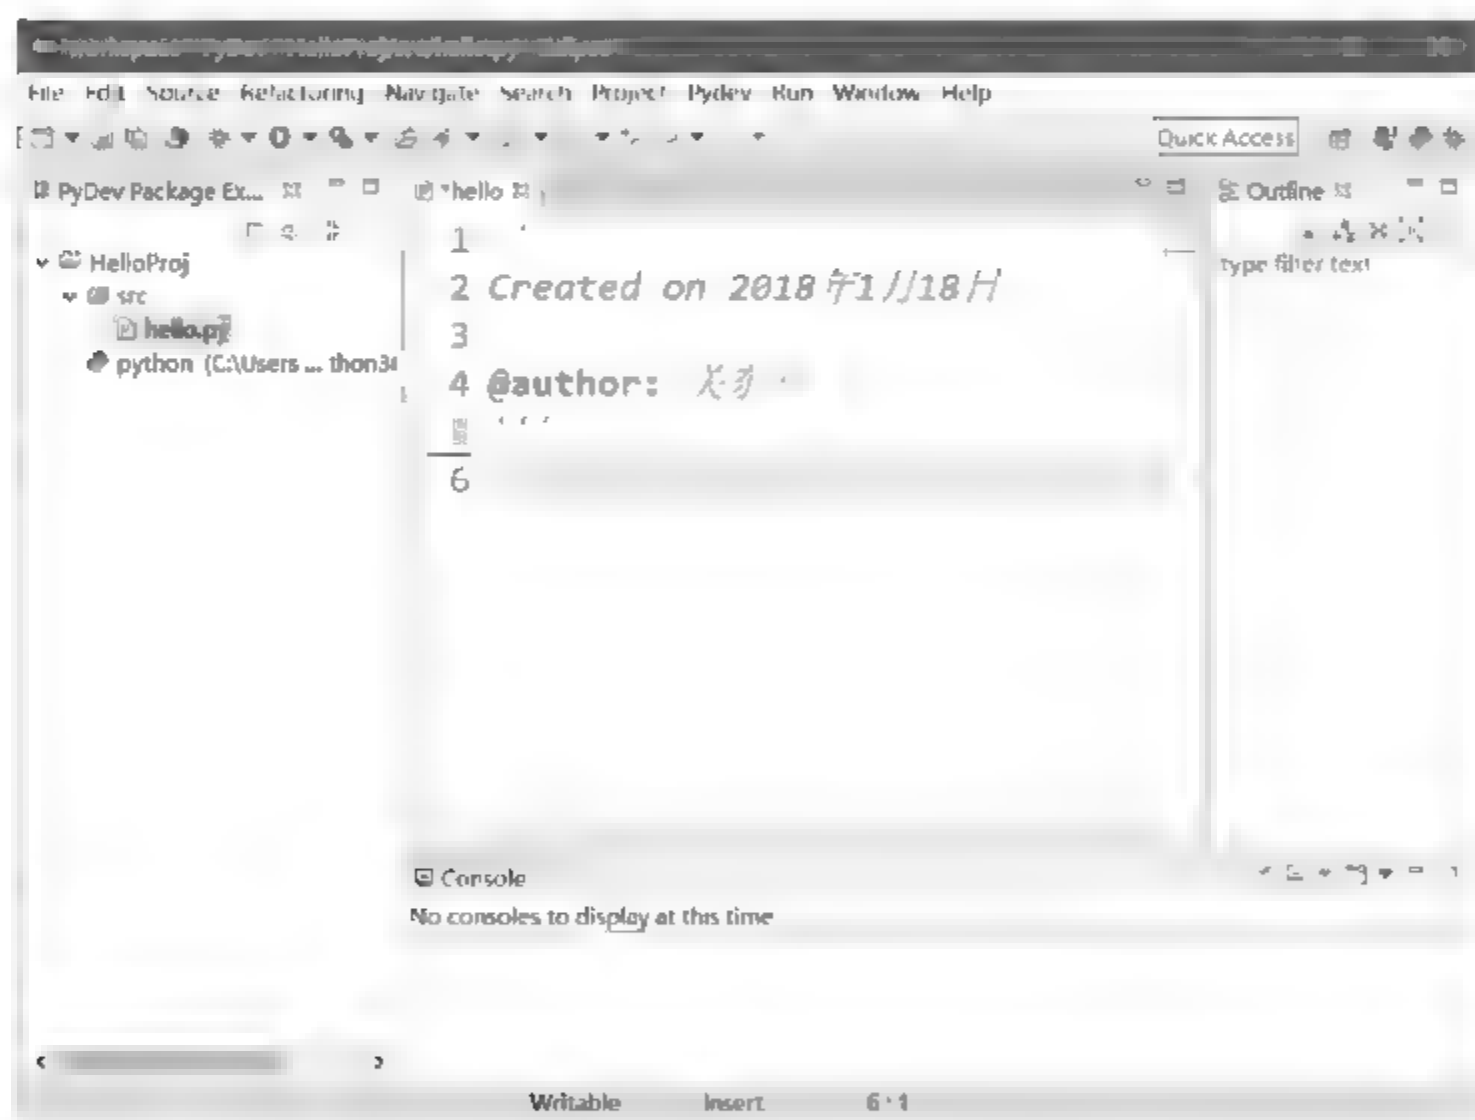 File Edit Source Refactoring Navigate Search Project Pydev Run Window Help
Quick Access
PyDev Package Ex...
*hello
Outline
HelloProj
src
hello.py
python (C:\Users ... thon3
type filter text
1 '
2 Created on 2018年1月18日
3
4 @author:
5 '''
6
Console
No consoles to display at this time
Writable Insert 6 : 1